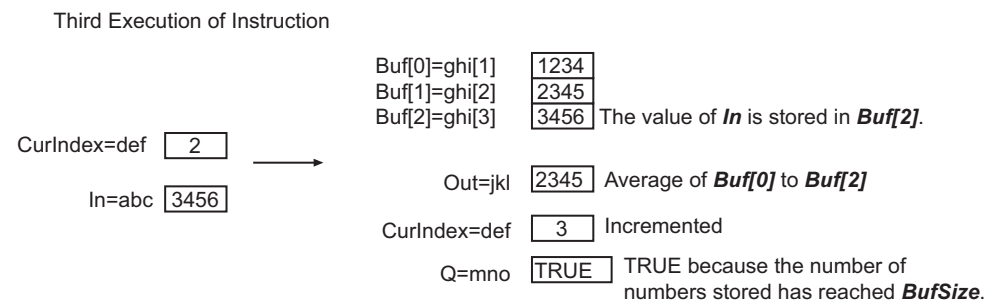 Third Execution of Instruction
Buf[0]=ghi[1] 1234
Buf[1]=ghi[2] 2345
Buf[2]=ghi[3] 3456 The value of In is stored in Buf[2].
CurIndex=def 2
In=abc 3456
Out=jkl 2345 Average of Buf[0] to Buf[2]
CurIndex=def 3 Incremented
Q=mno TRUE TRUE because the number of
numbers stored has reached BufSize.